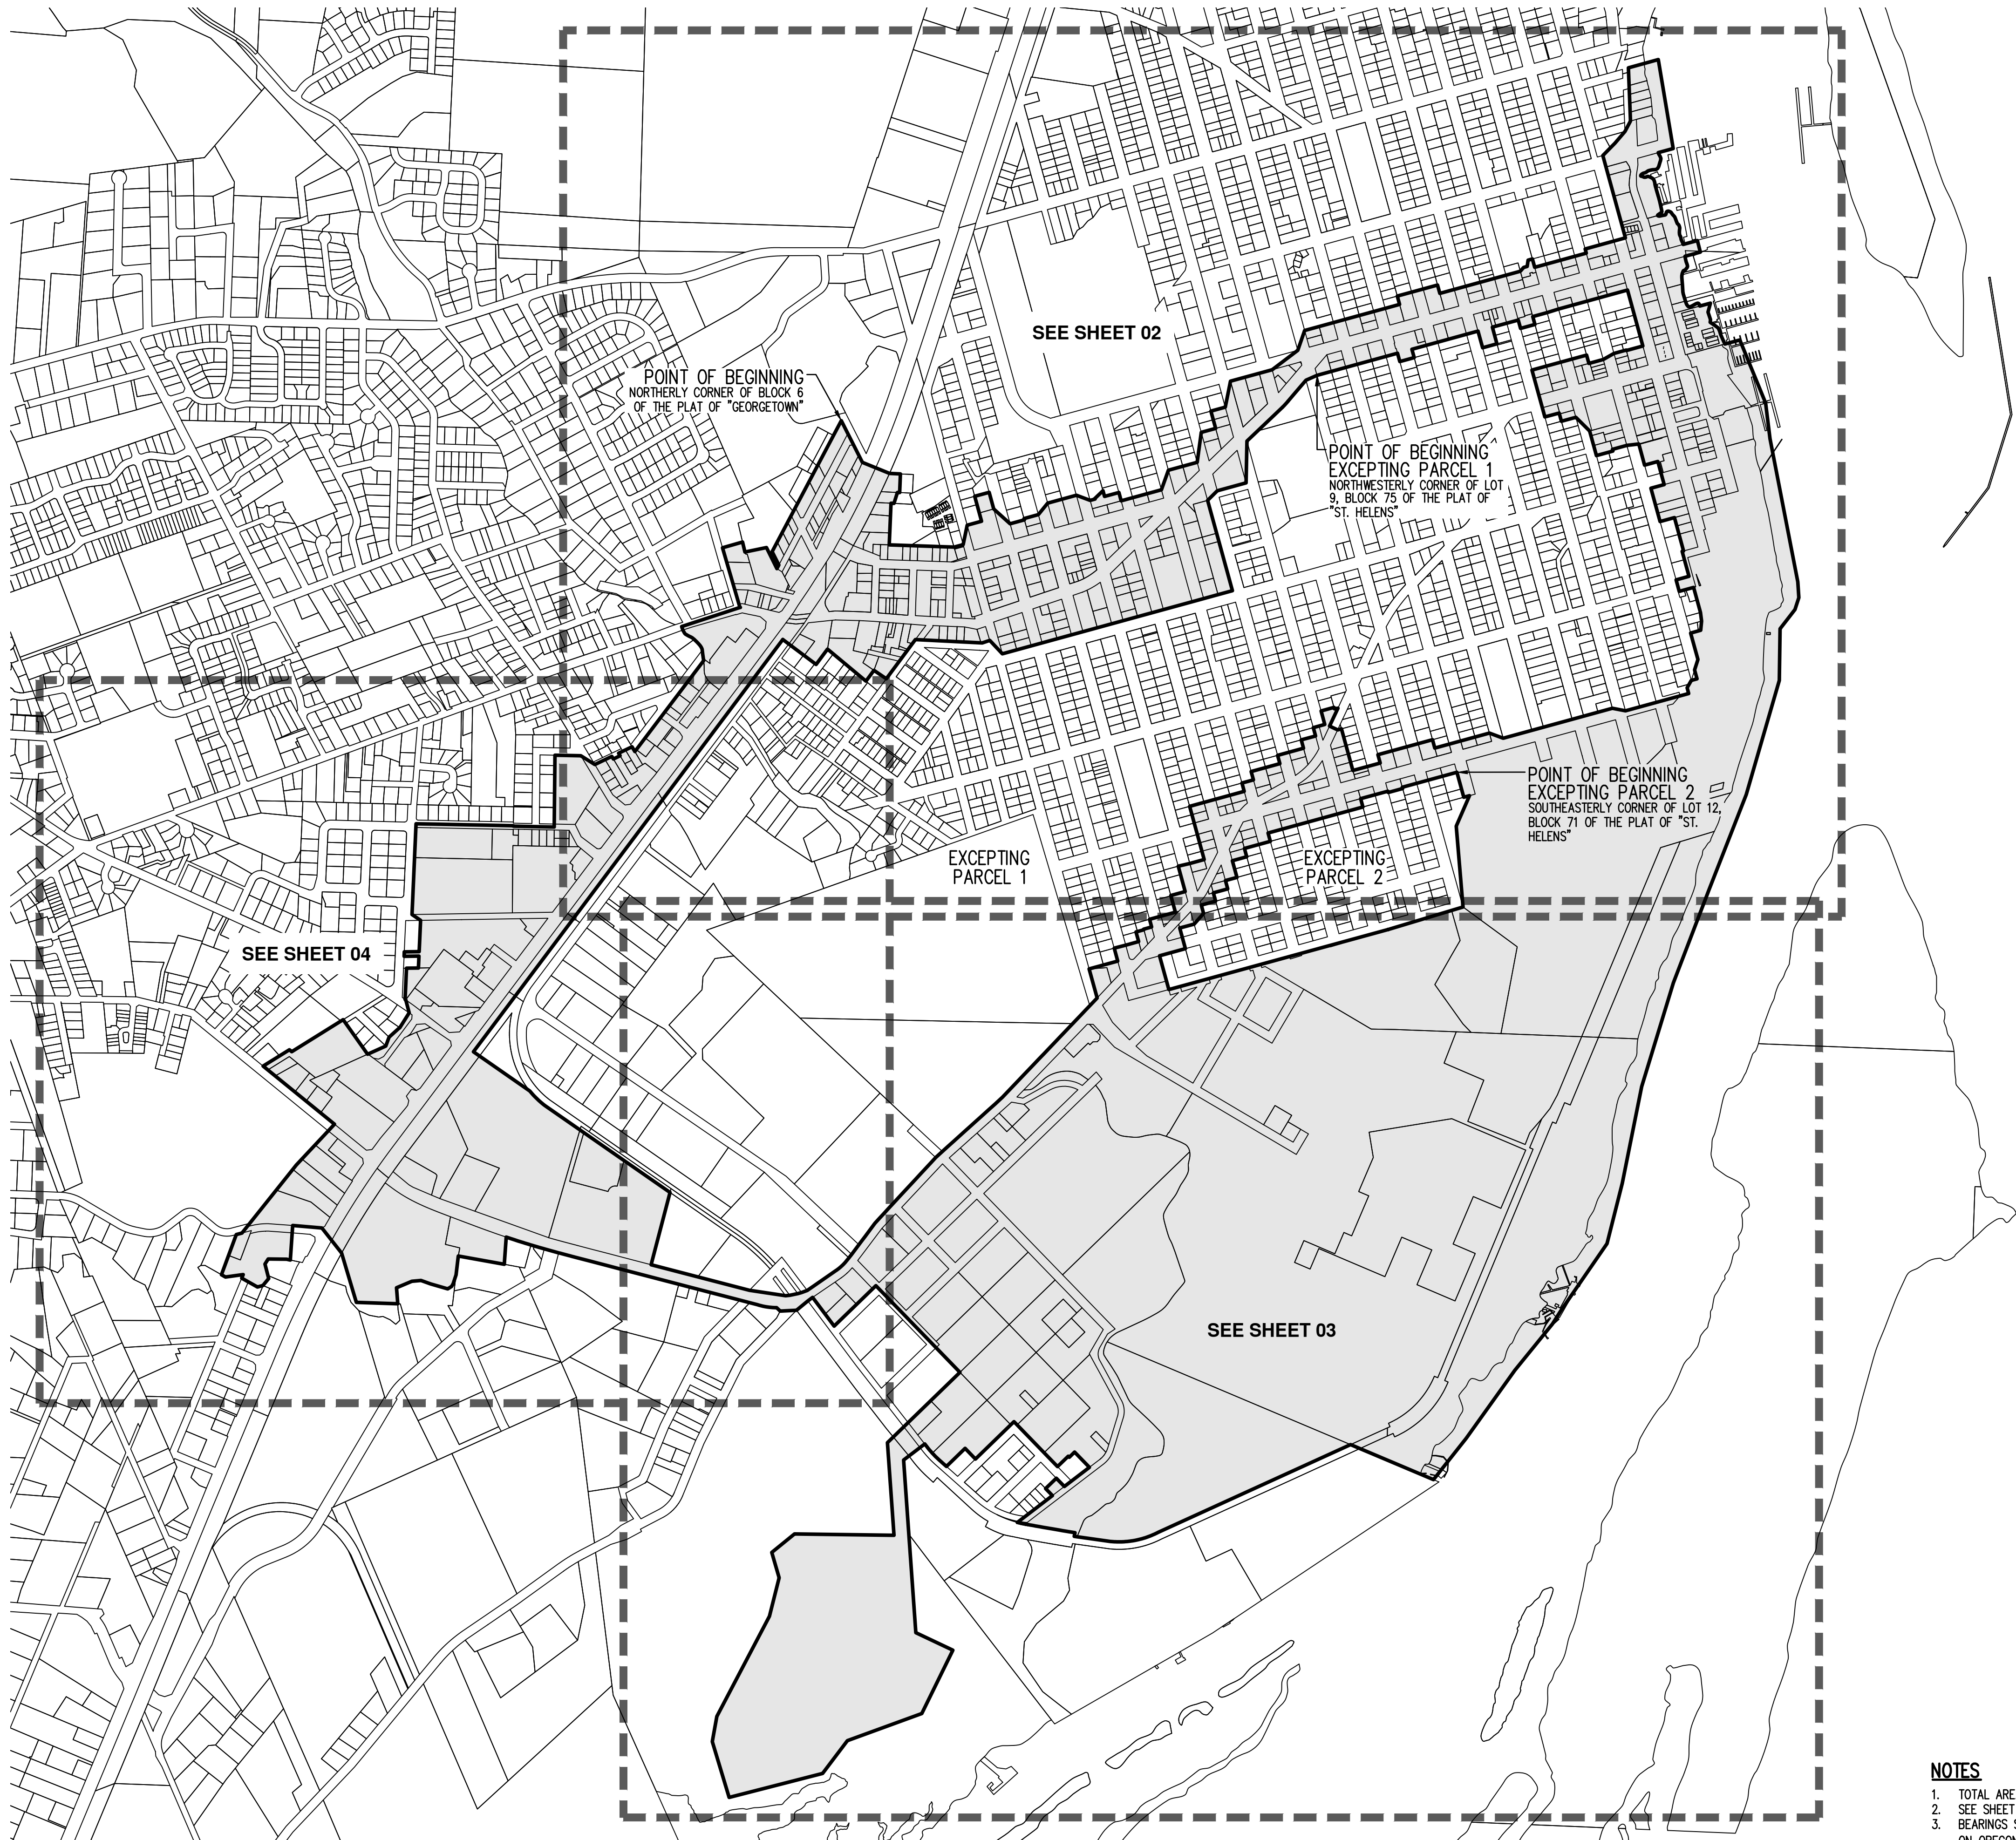 SEE SHEET 02
POINT OF BEGINNING
NORTHERLY CORNER OF BLOCK 6
OF THE PLAT OF "GEORGETOWN"
POINT OF BEGINNING
EXCEPTING PARCEL 1
NORTHWESTERLY CORNER OF LOT
9, BLOCK 75 OF THE PLAT OF
"ST. HELENS"
POINT OF BEGINNING
EXCEPTING PARCEL 2
SOUTHEASTERLY CORNER OF LOT 12,
BLOCK 71 OF THE PLAT OF "ST.
HELENS"
EXCEPTING
PARCEL 1
EXCEPTING
PARCEL 2
SEE SHEET 04
SEE SHEET 03
NOTES
1. TOTAL ARE
2. SEE SHEET
3. BEARINGS